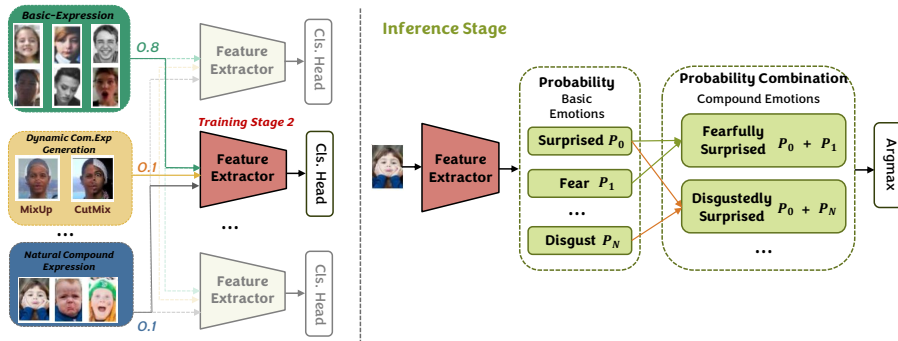 Basic-Expression
0.8
Feature
Extractor
Cls. Head
Training Stage 2
Dynamic Com.Exp
Generation
MixUp
CutMix
0.1
Feature
Extractor
Cls. Head
...
...
Natural Compound
Expression
0.1
Feature
Extractor
Cls. Head
Inference Stage
Feature
Extractor
Probability
Basic
Emotions
Surprised P0
Fear P1
...
Disgust PN
Probability Combination
Compound Emotions
Fearfully
Surprised P0 + P1
Disgustedly
Surprised P0 + PN
...
Argmax